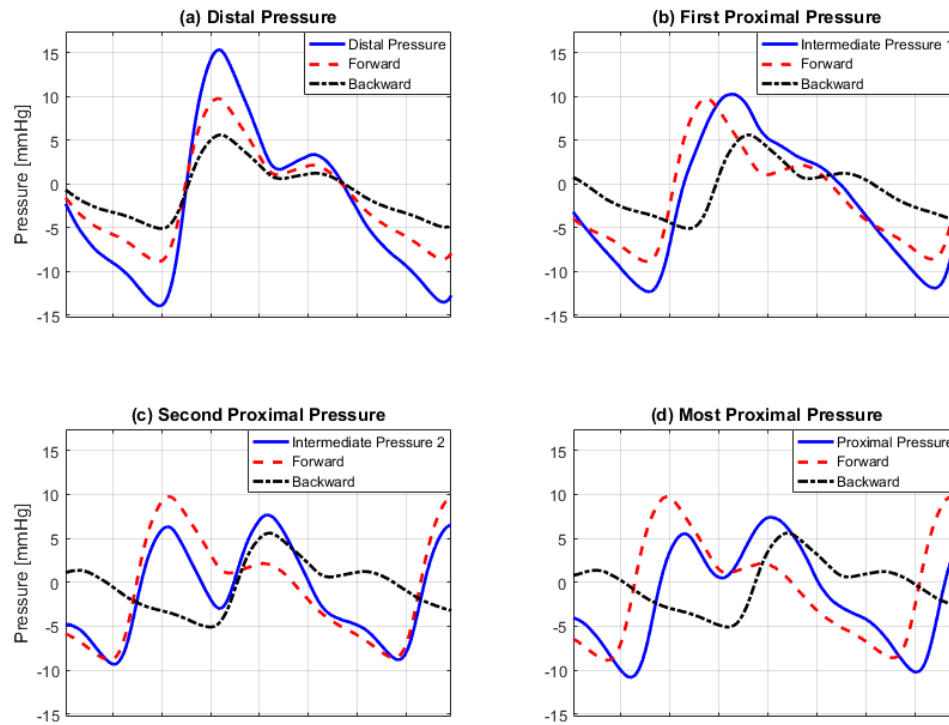 (a) Distal Pressure
Pressure [mmHg]
15
10
5
0
-5
-10
-15
Distal Pressure
Forward
Backward
(b) First Proximal Pressure
15
10
5
0
-5
-10
-15
Intermediate Pressure 1
Forward
Backward
(c) Second Proximal Pressure
Pressure [mmHg]
15
10
5
0
-5
-10
-15
Intermediate Pressure 2
Forward
Backward
(d) Most Proximal Pressure
15
10
5
0
-5
-10
-15
Proximal Pressure
Forward
Backward